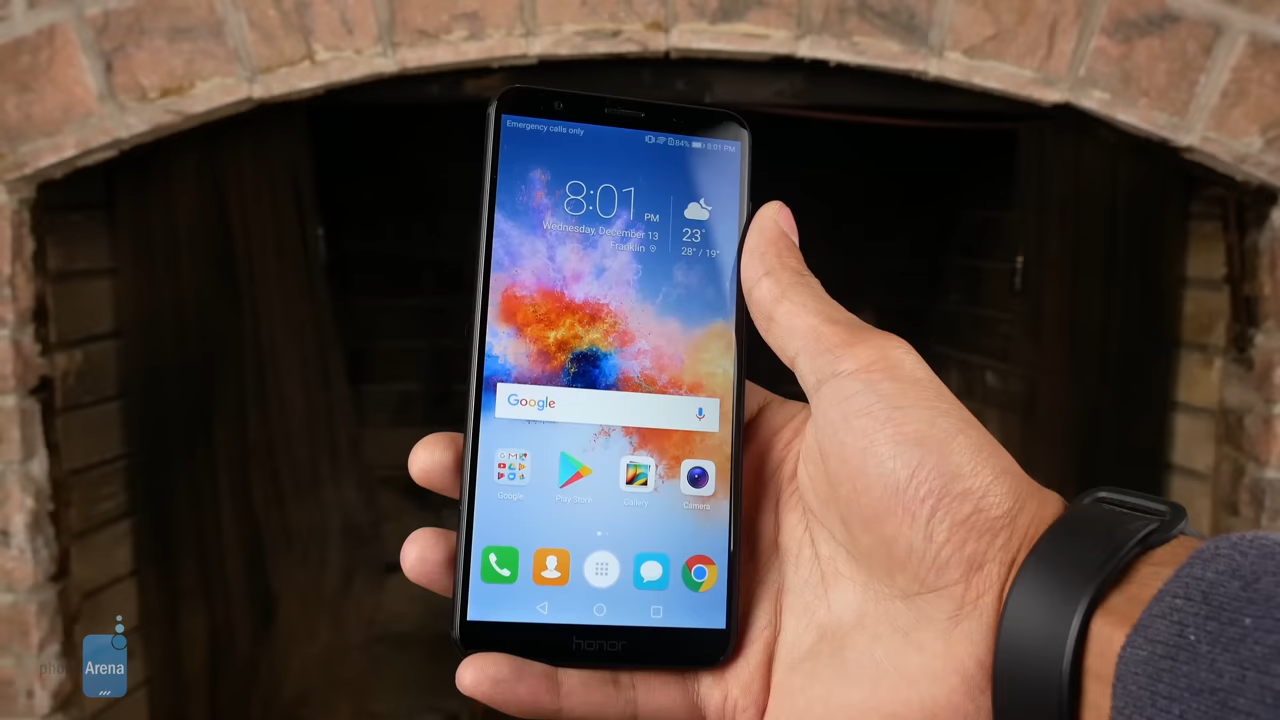 Emergency calls only
84% 8:01 PM
8:01 PM
Wednesday, December 13
Franklin
23°
28° / 19°
Google
Google
Play Store
Gallery
Camera
honor
phoneArena